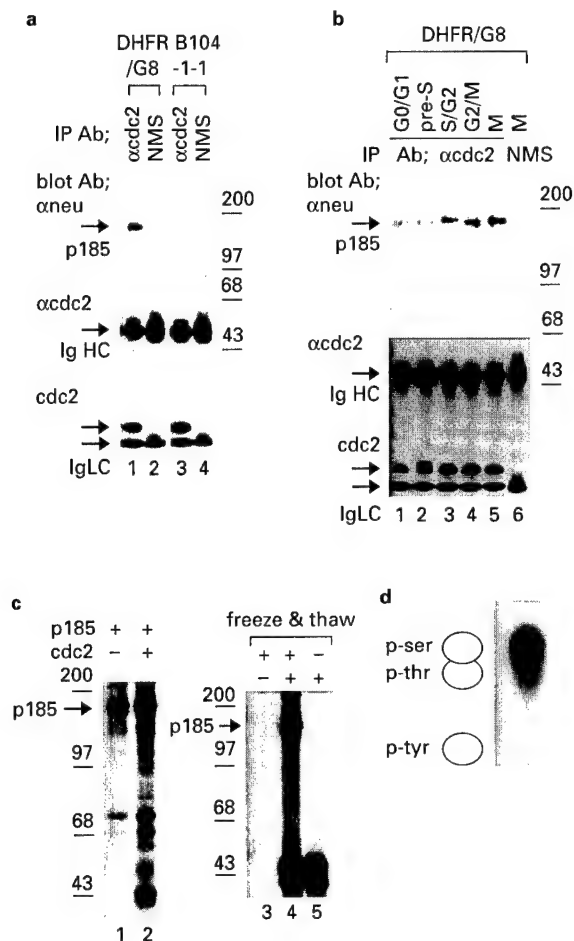 a
DHFR B104
/G8 -1-1
IP Ab; αcdc2 NMS αcdc2 NMS
blot Ab;
αneu
200
p185
97
68
αcdc2
43
Ig HC
cdc2
IgLC 1 2 3 4
b
DHFR/G8
G0/G1 pre-S S/G2 G2/M M M
IP Ab; αcdc2 NMS
blot Ab;
αneu
200
p185
97
68
αcdc2
43
Ig HC
cdc2
IgLC 1 2 3 4 5 6
c
p185 + +
cdc2 − +
200
p185
97
68
43
1 2
freeze & thaw
+ + −
− + +
200
p185
97
68
43
3 4 5
d
p-ser
p-thr
p-tyr